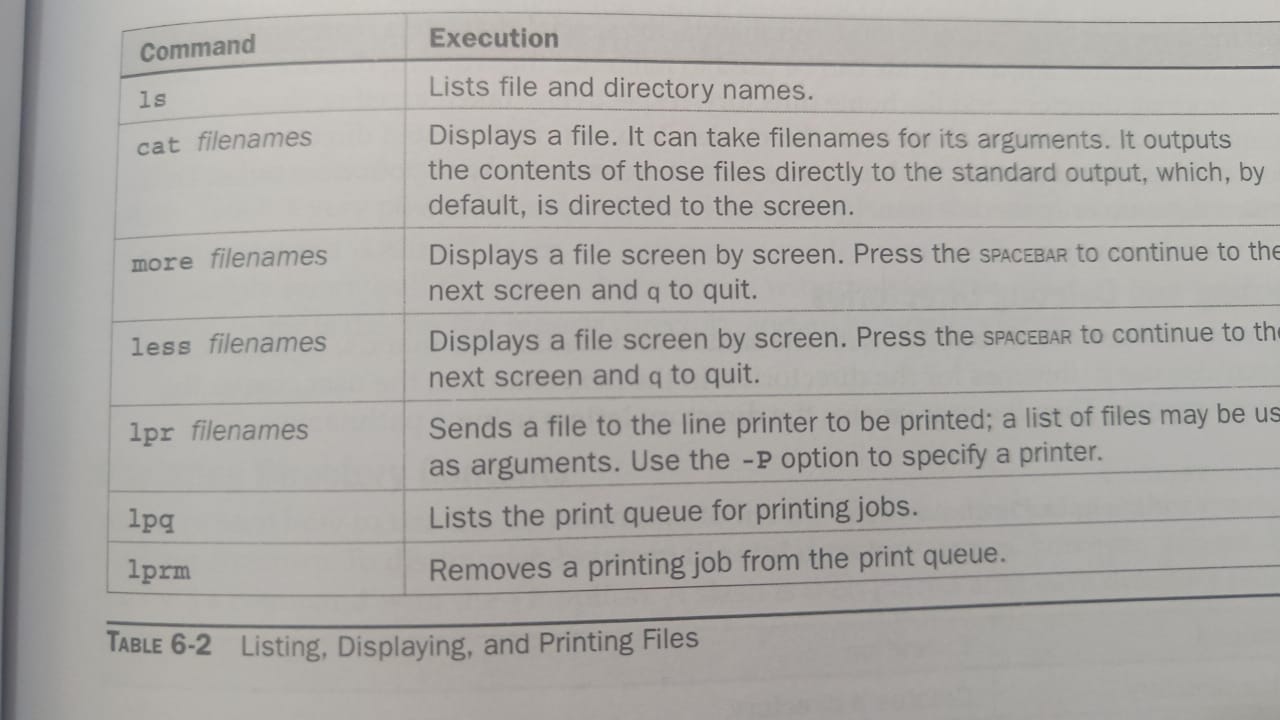 Command Execution
ls Lists file and directory names.
cat filenames Displays a file. It can take filenames for its arguments. It outputs
the contents of those files directly to the standard output, which, by
default, is directed to the screen.
more filenames Displays a file screen by screen. Press the SPACEBAR to continue to the
next screen and q to quit.
less filenames Displays a file screen by screen. Press the SPACEBAR to continue to the
next screen and q to quit.
lpr filenames Sends a file to the line printer to be printed; a list of files may be
as arguments. Use the -P option to specify a printer.
lpq Lists the print queue for printing jobs.
lprm Removes a printing job from the print queue.
TABLE 6-2 Listing, Displaying, and Printing Files